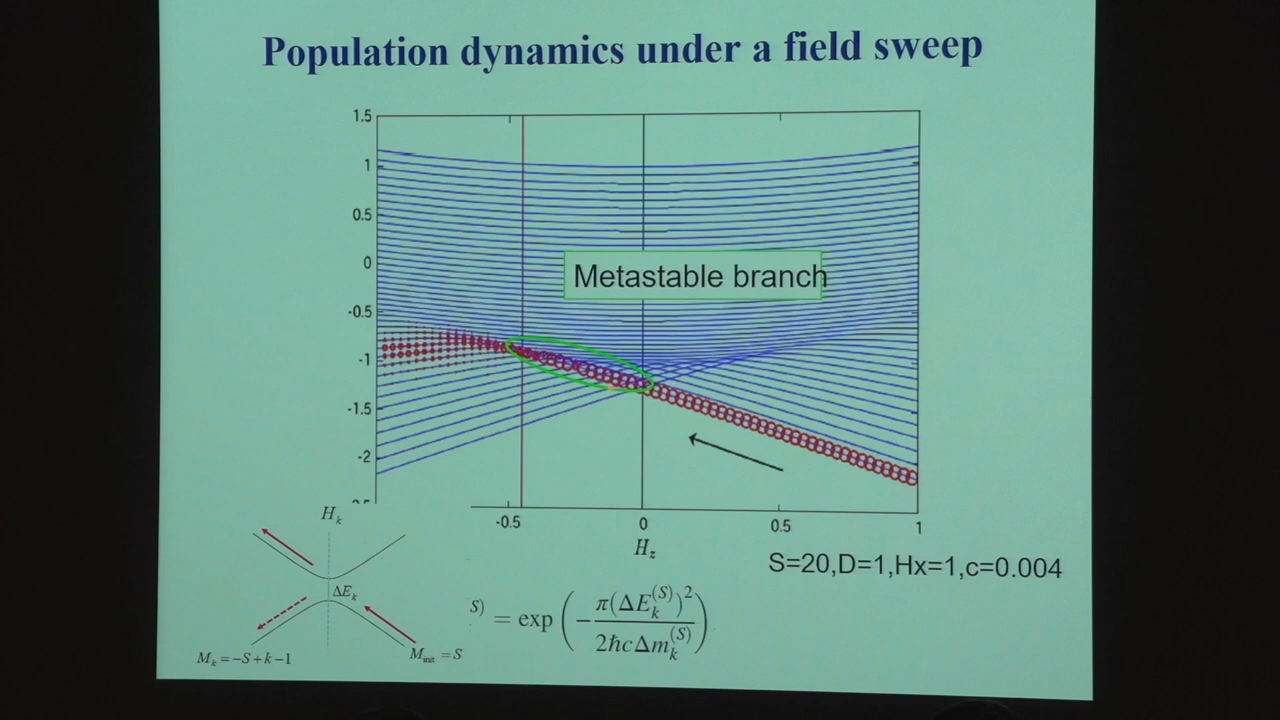 Population dynamics under a field sweep
1.5
1
0.5
0
-0.5
-1
-1.5
-2
Metastable branch
-0.5 0 0.5 1
H_z
S=20,D=1,Hx=1,c=0.004
H_k
ΔE_k
M_k = -S+k-1
M_init = S
S) = exp ( - π(ΔE_k^(S))^2 / 2ħcΔm_k^(S) )